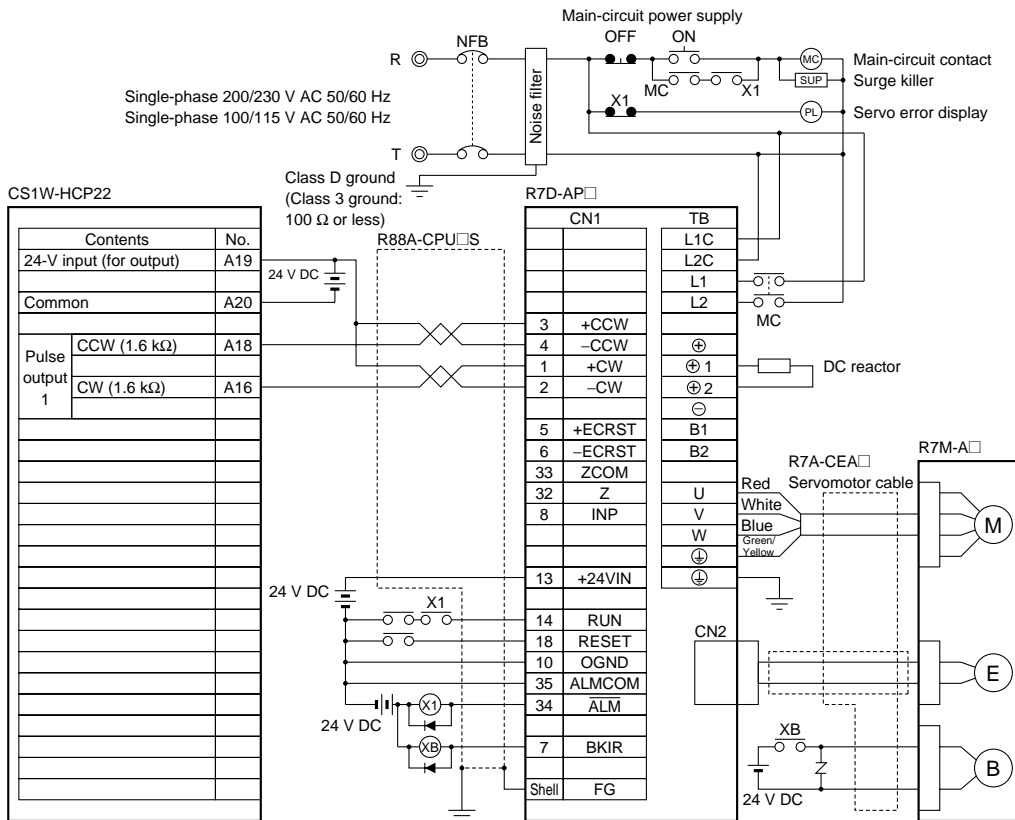 Main-circuit power supply
OFF ON
NFB
R
Noise filter
MC
Main-circuit contact
MC X1
SUP
Surge killer
Single-phase 200/230 V AC 50/60 Hz
X1
PL
Servo error display
Single-phase 100/115 V AC 50/60 Hz
T
Class D ground
(Class 3 ground:
100 Ω or less)
CS1W-HCP22
R7D-AP□
CN1 TB
R88A-CPU□S
Contents No.
24-V input (for output) A19
24 V DC
Common A20
Pulse
output
1
CCW (1.6 kΩ) A18
CW (1.6 kΩ) A16
3 +CCW
4 −CCW
1 +CW
2 −CW
5 +ECRST
6 −ECRST
33 ZCOM
32 Z
8 INP
13 +24VIN
14 RUN
18 RESET
10 OGND
35 ALMCOM
34 ALM
7 BKIR
Shell FG
L1C
L2C
L1
L2
MC
⊕
⊕ 1
⊕ 2
DC reactor
⊖
B1
B2
U
V
W
Red
White
Blue
Green/
Yellow
R7A-CEA□
Servomotor cable
R7M-A□
M
CN2
E
24 V DC
X1
24 V DC
X1
XB
XB
24 V DC
B